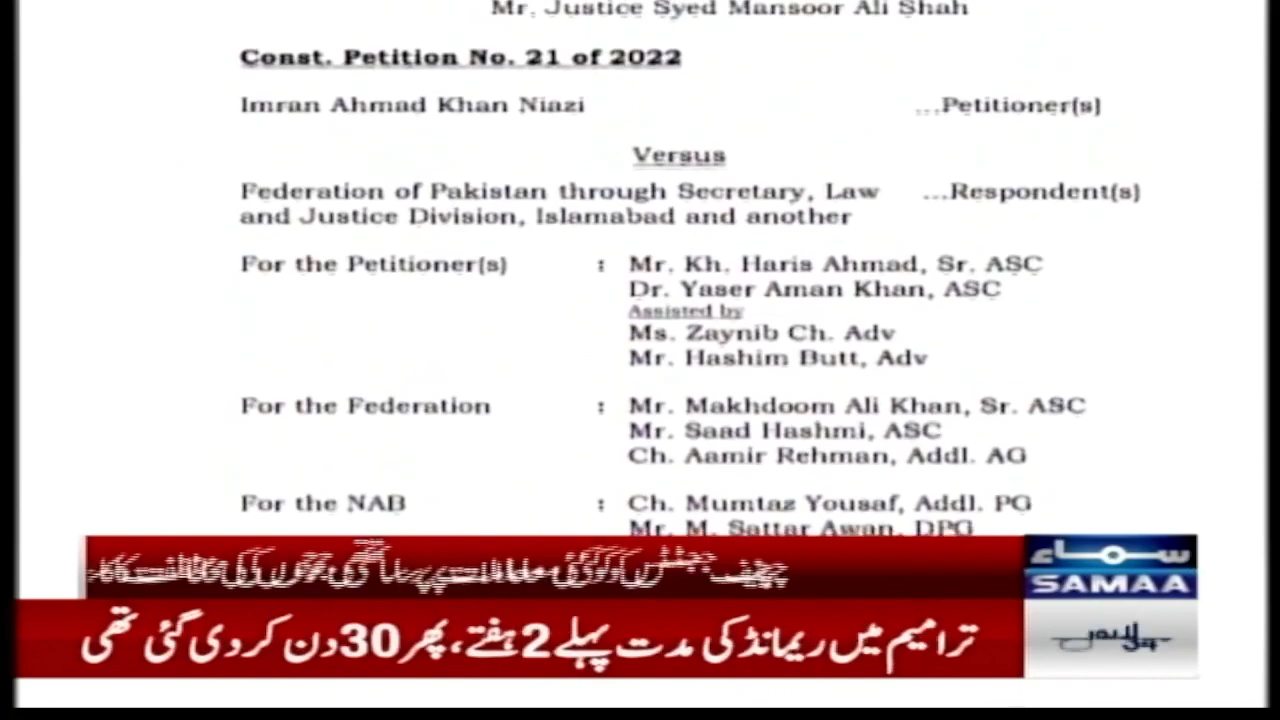 Mr. Justice Syed Mansoor Ali Shah
Const. Petition No. 21 of 2022
Imran Ahmad Khan Niazi ...Petitioner(s)
Versus
Federation of Pakistan through Secretary, Law ...Respondent(s)
and Justice Division, Islamabad and another
For the Petitioner(s) : Mr. Kh. Haris Ahmad, Sr. ASC
Dr. Yaser Aman Khan, ASC
Assisted by
Ms. Zaynib Ch. Adv
Mr. Hashim Butt, Adv
For the Federation : Mr. Makhdoom Ali Khan, Sr. ASC
Mr. Saad Hashmi, ASC
Ch. Aamir Rehman, Addl. AG
For the NAB : Ch. Mumtaz Yousaf, Addl. PG
Mr. M. Sattar Awan, DPG
سماء
SAMAA
ترامیم میں ریمانڈ کی مدت پہلے 2 ہفتے، پھر 30 دن کر دی گئی تھی